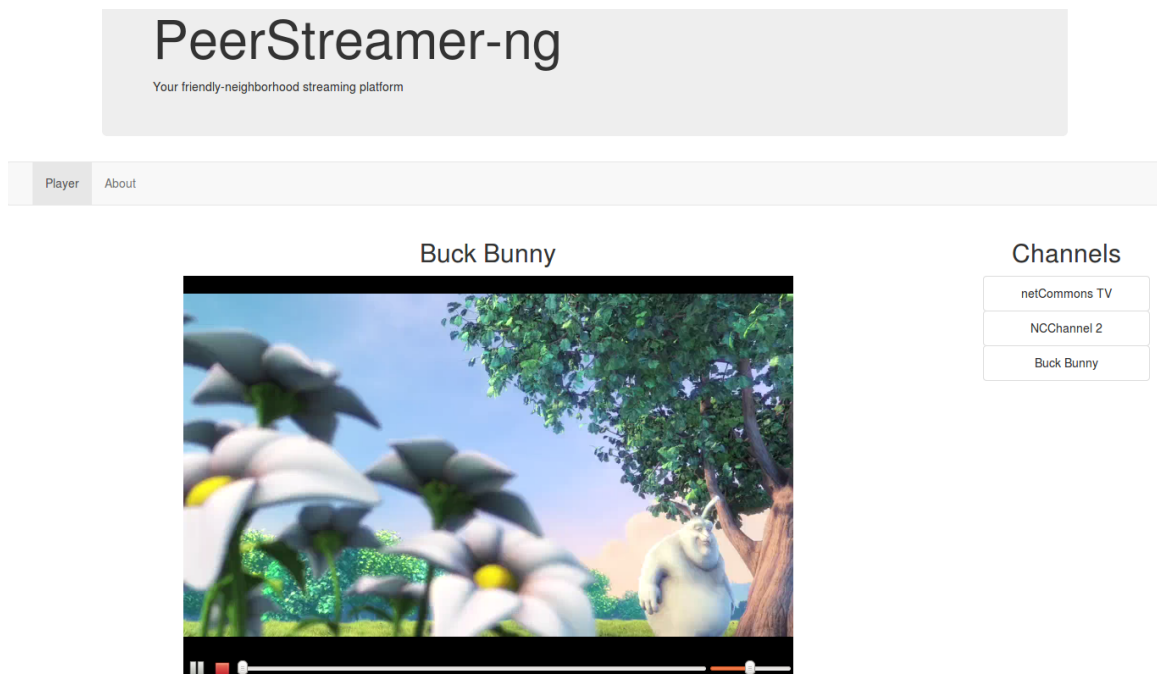 PeerStreamer-ng
Your friendly-neighborhood streaming platform
Player About
Buck Bunny
Channels
netCommons TV
NCChannel 2
Buck Bunny